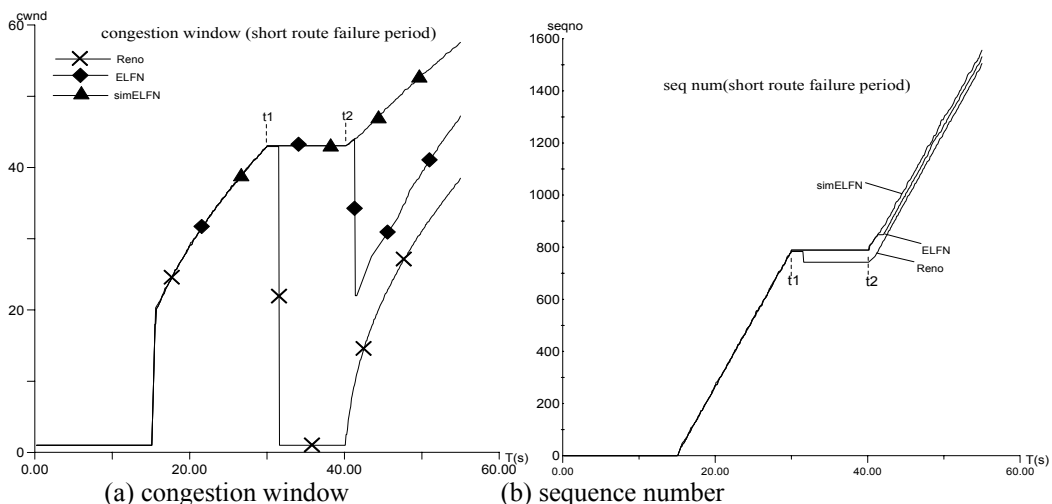 cwnd
60
congestion window (short route failure period)
Reno
ELFN
simELFN
t1
t2
40
20
0
0.00
20.00
40.00
60.00
T(s)
(a) congestion window
seqno
1600
1400
1200
1000
800
600
400
200
0
seq num(short route failure period)
simELFN
ELFN
Reno
t1
t2
0.00
20.00
40.00
60.00
T(s)
(b) sequence number